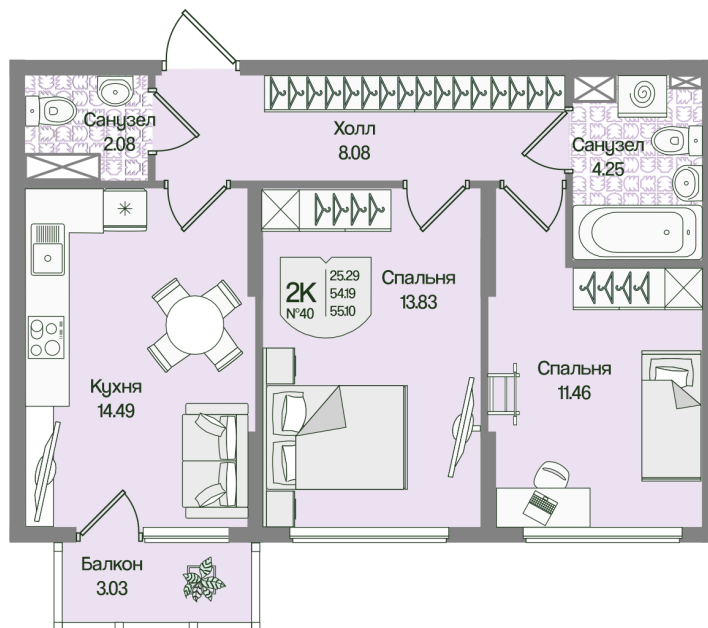 Санузел
2.08
Холл
8.08
Санузел
4.25
2К
№40
25.29
54.19
55.10
Спальня
13.83
Спальня
11.46
Кухня
14.49
Балкон
3.03